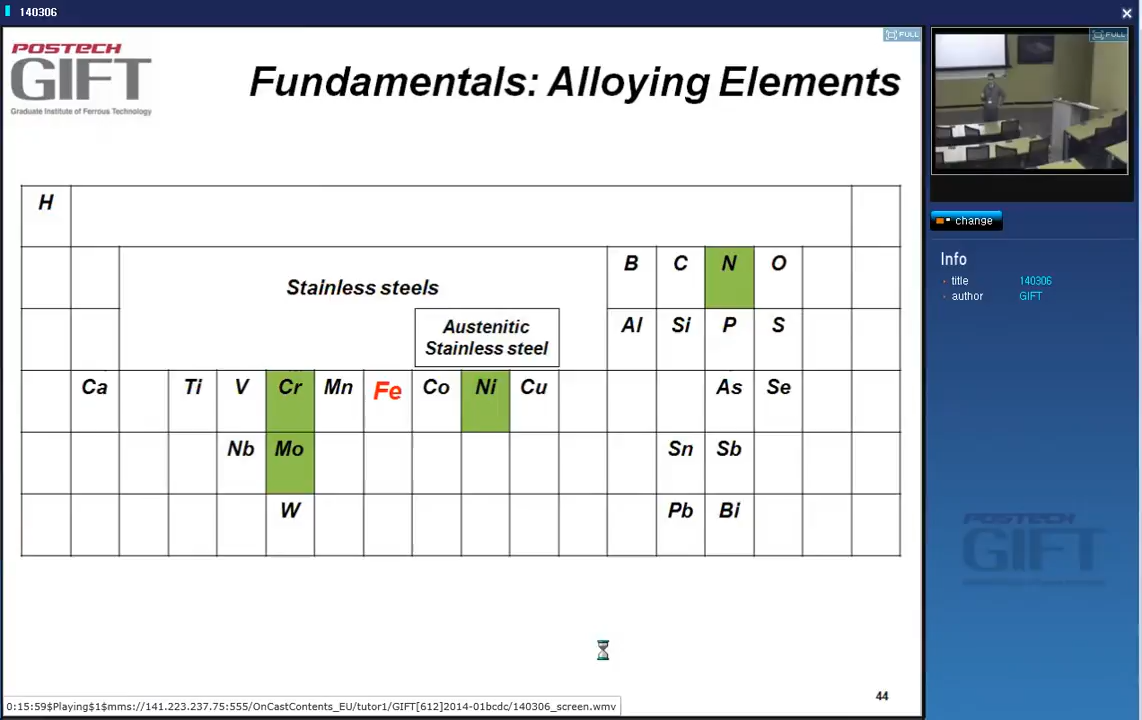 140306
POSTECH
GIFT
Graduate Institute of Ferrous Technology
Fundamentals: Alloying Elements
FULL
FULL
change
Info
title 140306
author GIFT
H
B C N O
Stainless steels
Austenitic
Stainless steel
Al Si P S
Ca Ti V Cr Mn Fe Co Ni Cu As Se
Nb Mo Sn Sb
W Pb Bi
POSTECH
GIFT
44
0:15:59$Playing$1$mms://141.223.237.75:555/OnCastContents_EU/tutor1/GIFT[612]2014-01bcdc/140306_screen.wmv